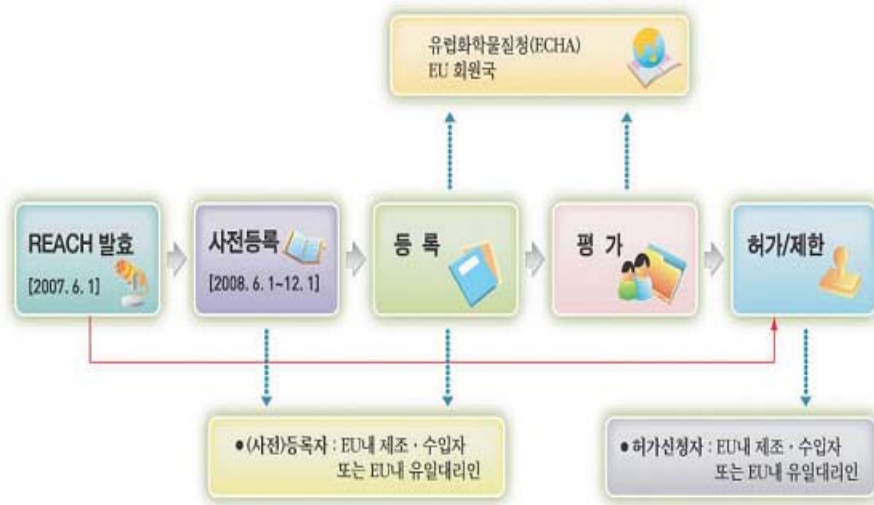 유럽화학물질청(ECHA)
EU 회원국
REACH 발효
[2007. 6. 1]
사전등록
[2008. 6. 1~12. 1]
등 록
평 가
허가/제한
●(사전)등록자 : EU내 제조 · 수입자
또는 EU내 유일대리인
●허가신청자 : EU내 제조 · 수입자
또는 EU내 유일대리인